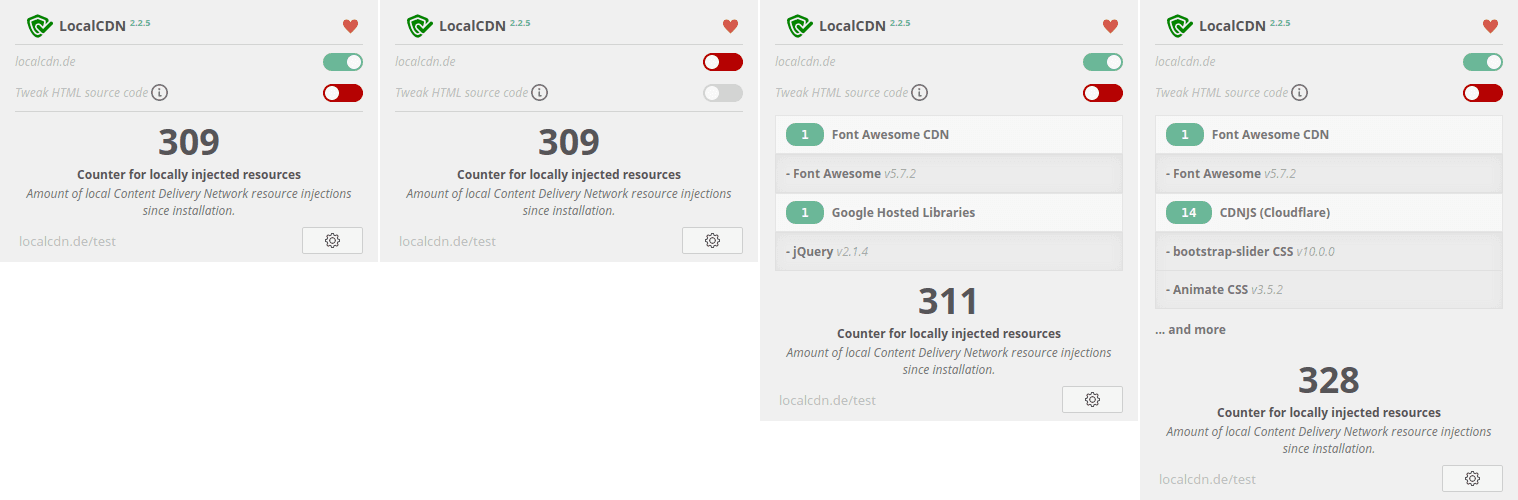 LocalCDN 2.2.5
localcdn.de
Tweak HTML source code
309
Counter for locally injected resources
Amount of local Content Delivery Network resource injections
since installation.
localcdn.de/test
LocalCDN 2.2.5
localcdn.de
Tweak HTML source code
309
Counter for locally injected resources
Amount of local Content Delivery Network resource injections
since installation.
localcdn.de/test
LocalCDN 2.2.5
localcdn.de
Tweak HTML source code
1 Font Awesome CDN
- Font Awesome v5.7.2
1 Google Hosted Libraries
- jQuery v2.1.4
311
Counter for locally injected resources
Amount of local Content Delivery Network resource injections
since installation.
localcdn.de/test
LocalCDN 2.2.5
localcdn.de
Tweak HTML source code
1 Font Awesome CDN
- Font Awesome v5.7.2
14 CDNJS (Cloudflare)
- bootstrap-slider CSS v10.0.0
- Animate CSS v3.5.2
... and more
328
Counter for locally injected resources
Amount of local Content Delivery Network resource injections
since installation.
localcdn.de/test